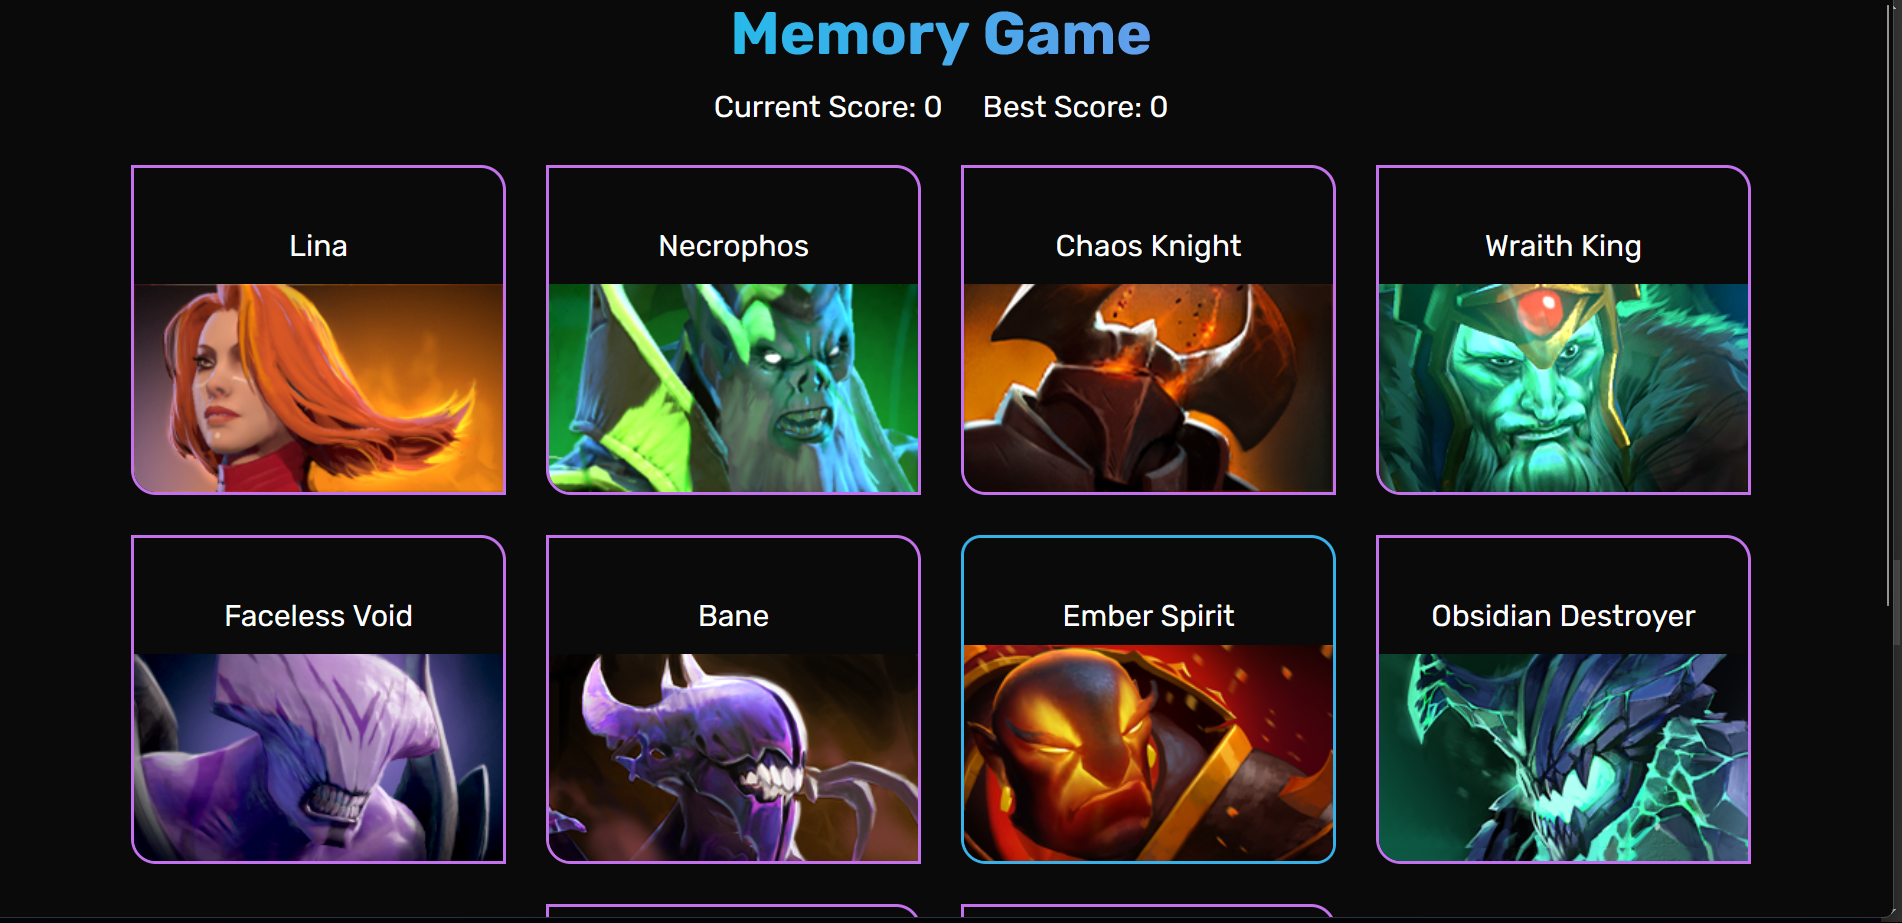 Memory Game
Current Score: 0 Best Score: 0
Lina
Necrophos
Chaos Knight
Wraith King
Faceless Void
Bane
Ember Spirit
Obsidian Destroyer